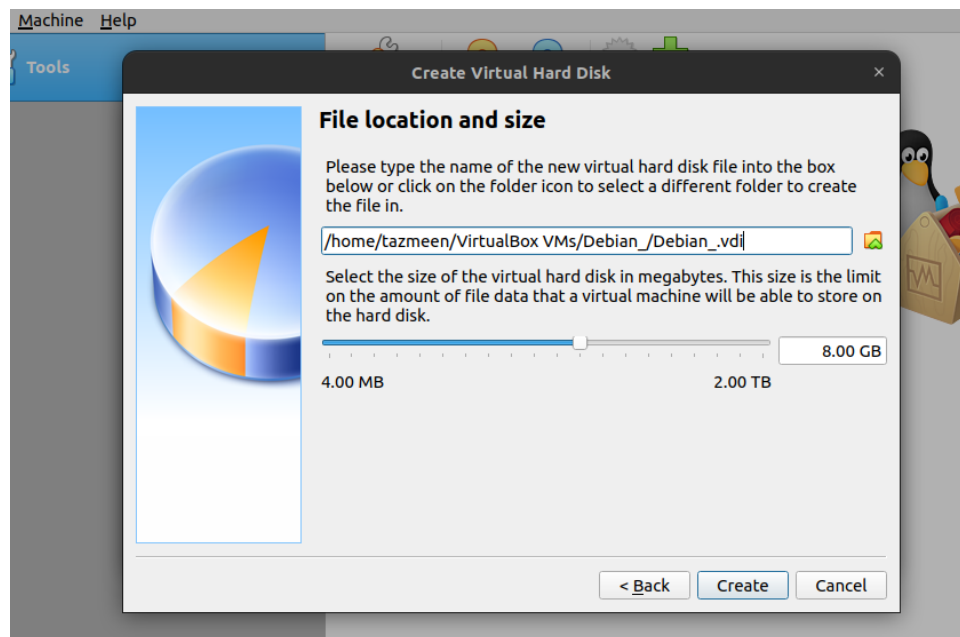 Machine Help
Tools
Create Virtual Hard Disk
File location and size
Please type the name of the new virtual hard disk file into the box
below or click on the folder icon to select a different folder to create
the file in.
/home/tazmeen/VirtualBox VMs/Debian_/Debian_.vdi
Select the size of the virtual hard disk in megabytes. This size is the limit
on the amount of file data that a virtual machine will be able to store on
the hard disk.
8.00 GB
4.00 MB 2.00 TB
< Back Create Cancel